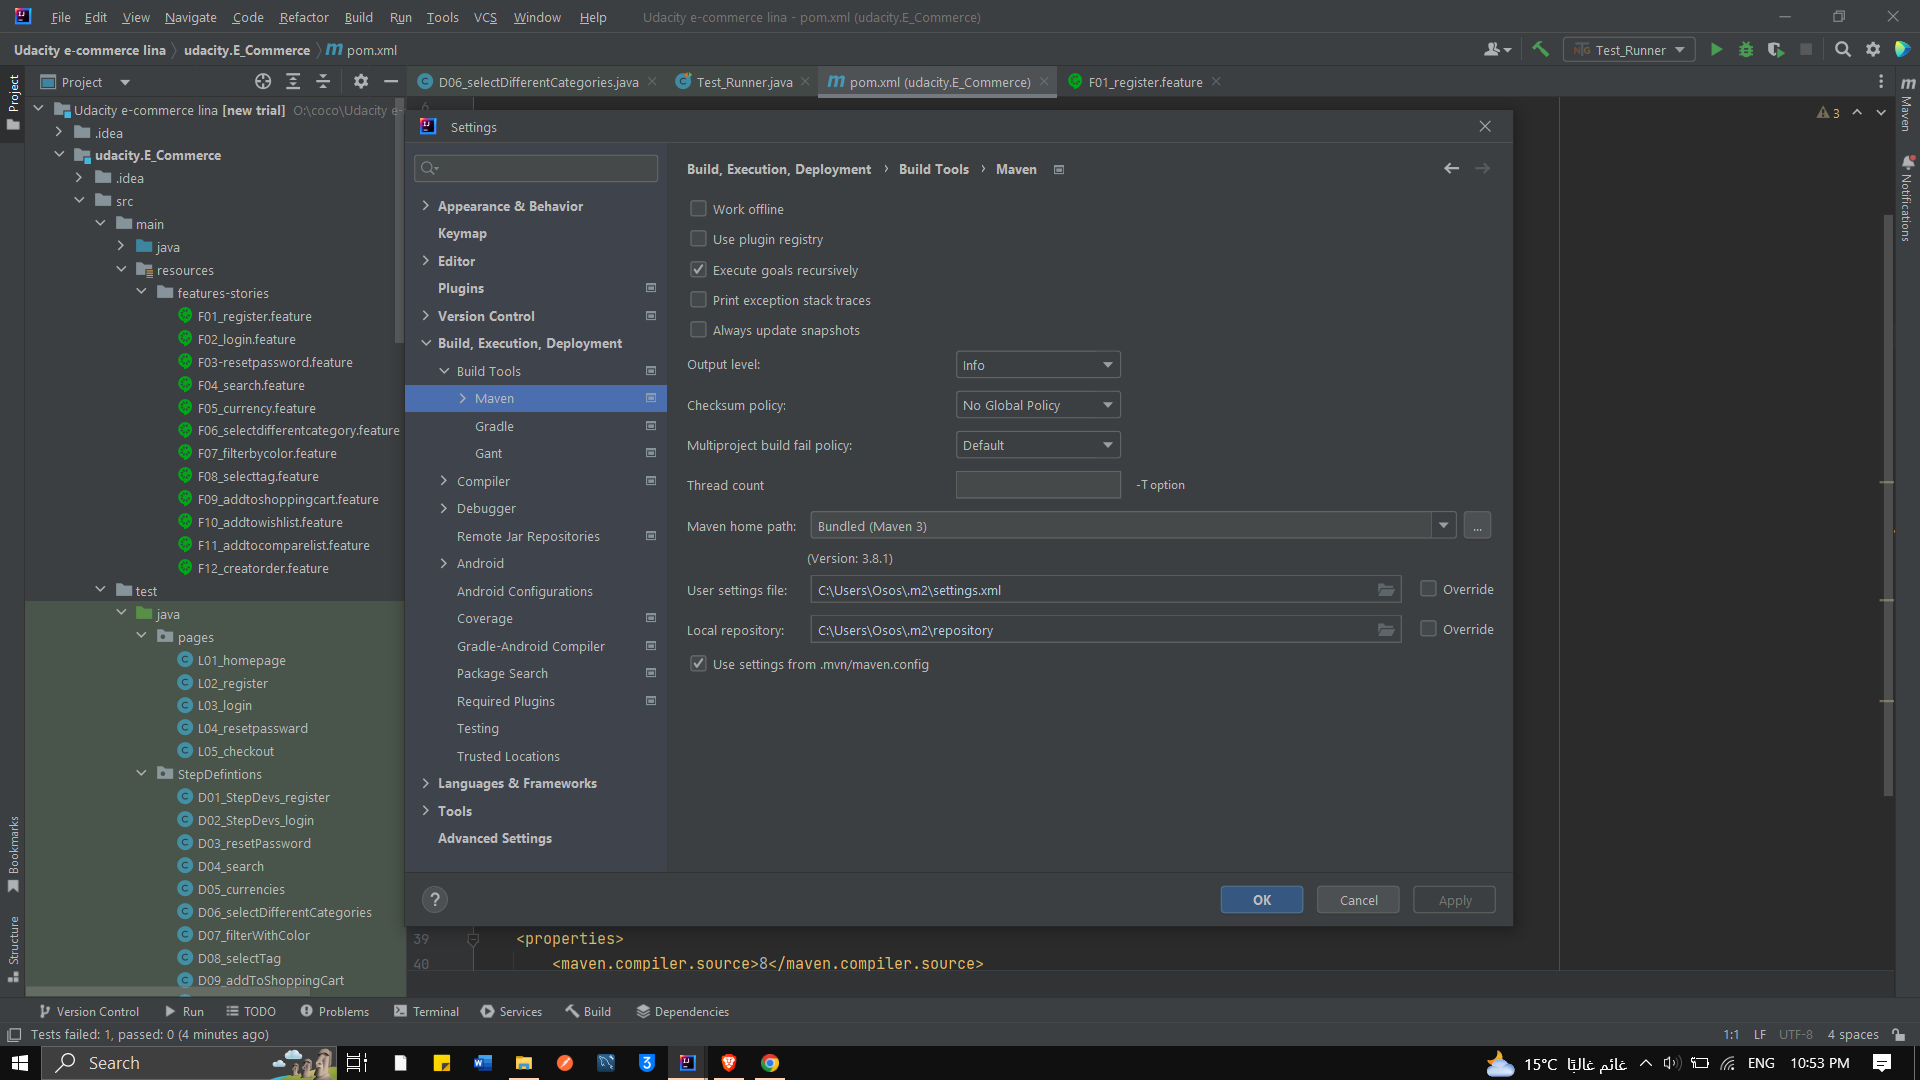 File Edit View Navigate Code Refactor Build Run Tools VCS Window Help Udacity e-commerce lina - pom.xml (udacity.E_Commerce)
Udacity e-commerce lina udacity.E_Commerce m pom.xml Test_Runner
Project D06_selectDifferentCategories.java Test_Runner.java m pom.xml (udacity.E_Commerce) F01_register.feature
Project
Udacity e-commerce lina [new trial] O:\coco\Udacity e-
.idea
udacity.E_Commerce
.idea
src
main
java
resources
features-stories
F01_register.feature
F02_login.feature
F03-resetpassword.feature
F04_search.feature
F05_currency.feature
F06_selectdifferentcategory.feature
F07_filterbycolor.feature
F08_selecttag.feature
F09_addtoshoppingcart.feature
F10_addtowishlist.feature
F11_addtocomparelist.feature
F12_creatorder.feature
test
java
pages
L01_homepage
L02_register
L03_login
L04_resetpassward
L05_checkout
StepDefintions
D01_StepDevs_register
D02_StepDevs_login
D03_resetPassword
D04_search
D05_currencies
D06_selectDifferentCategories
D07_filterWithColor
D08_selectTag
D09_addToShoppingCart
Bookmarks
Structure
6
3
m Maven
Notifications
Settings
Appearance & Behavior
Keymap
Editor
Plugins
Version Control
Build, Execution, Deployment
Build Tools
Maven
Gradle
Gant
Compiler
Debugger
Remote Jar Repositories
Android
Android Configurations
Coverage
Gradle-Android Compiler
Package Search
Required Plugins
Testing
Trusted Locations
Languages & Frameworks
Tools
Advanced Settings
Build, Execution, Deployment › Build Tools › Maven
Work offline
Use plugin registry
Execute goals recursively
Print exception stack traces
Always update snapshots
Output level: Info
Checksum policy: No Global Policy
Multiproject build fail policy: Default
Thread count -T option
Maven home path: Bundled (Maven 3) ...
(Version: 3.8.1)
User settings file: C:\Users\Osos\.m2\settings.xml Override
Local repository: C:\Users\Osos\.m2\repository Override
Use settings from .mvn/maven.config
? OK Cancel Apply
39 <properties>
40 <maven.compiler.source>8</maven.compiler.source>
Version Control Run TODO Problems Terminal Services Build Dependencies
Tests failed: 1, passed: 0 (4 minutes ago) 1:1 LF UTF-8 4 spaces
Search 15°C غائم غالبًا ENG 10:53 PM